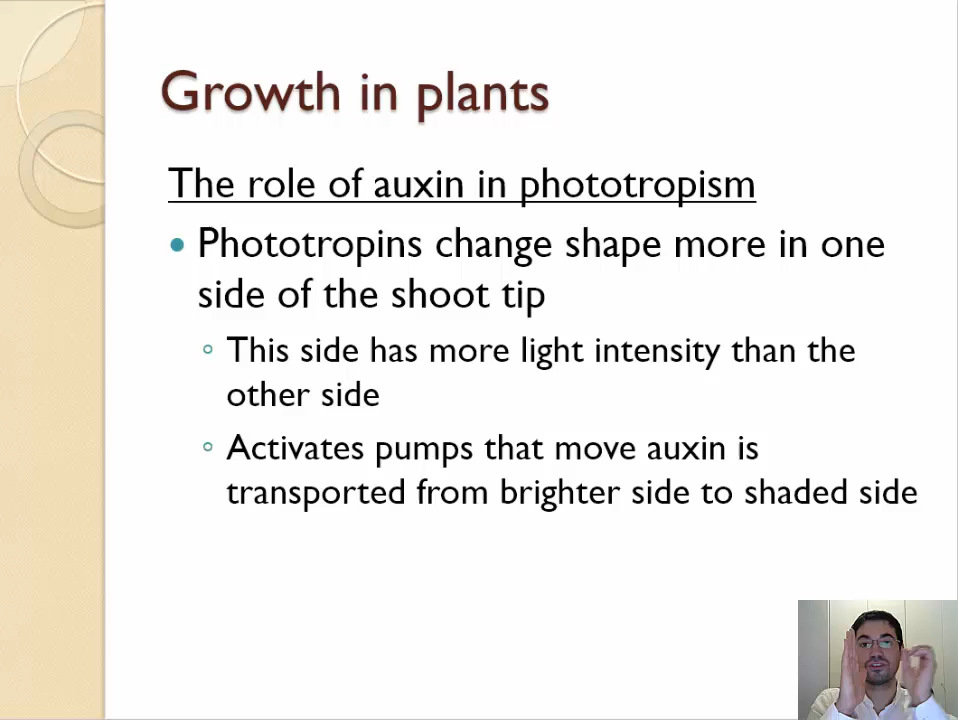 Growth in plants
The role of auxin in phototropism
Phototropins change shape more in one
side of the shoot tip
This side has more light intensity than the
other side
Activates pumps that move auxin is
transported from brighter side to shaded side